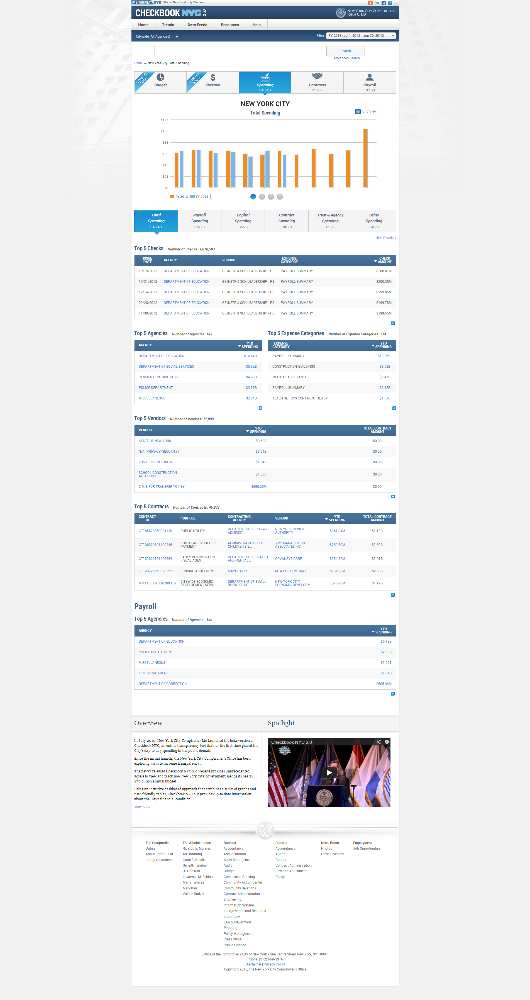 MY MONEY NYC Official New York City Website
CHECKBOOK NYC 2.0
NEW YORK CITY COMPTROLLER
JOHN C. LIU
Home Trends Data Feeds Resources Help
Citywide (All Agencies) Filter: FY 2013 (Jul 1, 2012 - Jun 30, 2013)
Search
Advanced Search
Home >> New York City Total Spending
COMING SOON Budget
COMING SOON Revenue
Spending
$43.4B
Contracts
$13.6B
Payroll
$12.5B
NEW YORK CITY
Total Spending
Grid View
$12B
$10B
$8B
$6B
$4B
$2B
$0
FY 2012 FY 2013
Total Spending $43.4B
Payroll Spending $15.7B
Capital Spending $5.9B
Contract Spending $15.7B
Trust & Agency Spending $1.2B
Other Spending $4.9B
Hide Details «
Top 5 Checks Number of Checks: 1,070,583
ISSUE DATE AGENCY VENDOR EXPENSE CATEGORY CHECK AMOUNT
10/15/2012 DEPARTMENT OF EDUCATION GE INSTR & SCH LEADERSHIP - PS PAYROLL SUMMARY $200.81M
10/31/2012 DEPARTMENT OF EDUCATION GE INSTR & SCH LEADERSHIP - PS PAYROLL SUMMARY $200.35M
12/14/2012 DEPARTMENT OF EDUCATION GE INSTR & SCH LEADERSHIP - PS PAYROLL SUMMARY $199.86M
09/28/2012 DEPARTMENT OF EDUCATION GE INSTR & SCH LEADERSHIP - PS PAYROLL SUMMARY $199.78M
11/30/2012 DEPARTMENT OF EDUCATION GE INSTR & SCH LEADERSHIP - PS PAYROLL SUMMARY $199.65M
Top 5 Agencies Number of Agencies: 142
AGENCY YTD SPENDING
DEPARTMENT OF EDUCATION $10.64B
DEPARTMENT OF SOCIAL SERVICES $5.32B
PENSION CONTRIBUTIONS $4.63B
POLICE DEPARTMENT $3.15B
MISCELLANEOUS $2.84B
Top 5 Expense Categories Number of Expense Categories: 234
EXPENSE CATEGORY YTD SPENDING
PAYROLL SUMMARY $13.36B
CONSTRUCTION-BUILDINGS $3.52B
MEDICAL ASSISTANCE $3.47B
PAYROLL SUMMARY $2.33B
TEACH RET SYS CONTINGNT RES SY $1.51B
Top 5 Vendors Number of Vendors: 27,888
VENDOR YTD SPENDING TOTAL CONTRACT AMOUNT
STATE OF NEW YORK $3.53B $0.00
N/A (PRIVACY/SECURITY) $3.04B $0.00
TRS-PENSION FUNDING $1.54B $0.00
SCHOOL CONSTRUCTION AUTHORITY $1.50B $0.00
C M B FOR TRANSFER TO KEY $990.00M $0.00
Top 5 Contracts Number of Contracts: 45,803
CONTRACT ID PURPOSE CONTRACTING AGENCY VENDOR YTD SPENDING TOTAL CONTRACT AMOUNT
CT185620050034130 PUBLIC UTILITY DEPARTMENT OF CITYWIDE ADMINIST... NEW YORK POWER AUTHORITY $361.84M $7.19B
CT106820101400346 CHILD CARE VOUCHER PAYMENT ADMINISTRATION FOR CHILDREN'S S... YMS MANAGEMENT ASSOCIATES INC $259.70M $1.69B
CT181620131406359 EARLY INTERVENTION FISCAL AGENT DEPARTMENT OF HEALTH AND MENTAL... COVANSYS CORP $154.72M $1.01B
CT100220060028251 FUNDING AGREEMENT MAYORALTY MTA BUS COMPANY $131.08M $2.08B
MMA180120126200316 CITYWIDE ECONOMIC DEVELOPMENT SERVI... DEPARTMENT OF SMALL BUSINESS SE... NEW YORK CITY ECONOMIC DEVELOPM... $76.28M $1.19B
Payroll
Top 5 Agencies Number of Agencies: 130
AGENCY YTD SPENDING
DEPARTMENT OF EDUCATION $6.13B
POLICE DEPARTMENT $2.83B
MISCELLANEOUS $1.55B
FIRE DEPARTMENT $1.01B
DEPARTMENT OF CORRECTION $605.34M
Overview
In July 2010, New York City Comptroller Liu launched the beta version of
Checkbook NYC, an online transparency tool that for the first time placed the
City's day-to-day spending in the public domain.
Since the initial launch, the New York City Comptroller's Office has been
exploring ways to increase transparency.
The newly released Checkbook NYC 2.0 website provides unprecedented
access to view and track how New York City government spends its nearly
$70 billion annual budget.
Using an intuitive dashboard approach that combines a series of graphs and
user-friendly tables, Checkbook NYC 2.0 provides up-to-date information
about the City's financial condition.
More >>>
Spotlight
Checkbook NYC 2.0
JOHN C. LIU
The Comptroller
Duties
About John C. Liu
Inaugural Address
The Administration
Ricardo E. Morales
Ari Hoffnung
Carol S. Kostik
Geneith Turnbull
H. Tina Kim
Lawrence M. Schloss
Maria Tavares
Mark Kim
Valerie Budzik
Bureaus
Accountancy
Administration
Asset Management
Audit
Budget
Commercial Banking
Community Action Center
Community Relations
Contract Administration
Engineering
Information Systems
Intergovernmental Relations
Labor Law
Law & Adjustment
Planning
Policy Management
Press Office
Public Finance
Reports
Accountancy
Audits
Budget
Contract Administration
Law and Adjustment
Policy
News Room
Photos
Press Releases
Employment
Job Opportunities
Office of the Comptroller - City of New York - One Centre Street, New York, NY 10007
Phone: (212) 669-3916
Disclaimer | Privacy Policy
Copyright 2013, The New York City Comptroller's Office